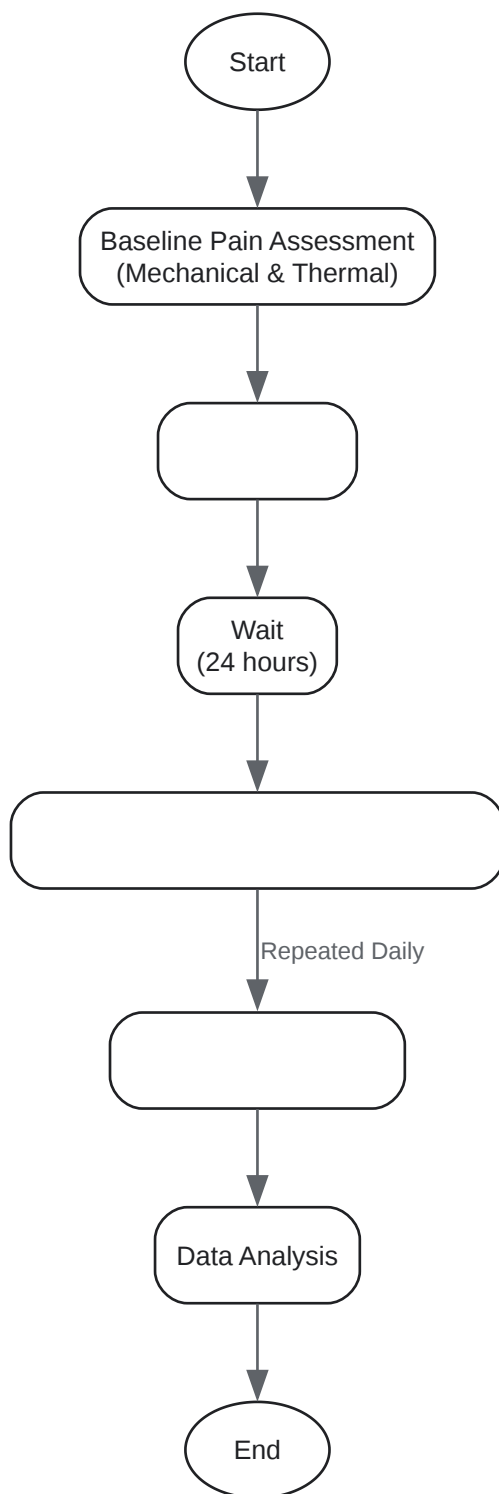 Start
Baseline Pain Assessment
(Mechanical & Thermal)
Wait
(24 hours)
Repeated Daily
Data Analysis
End